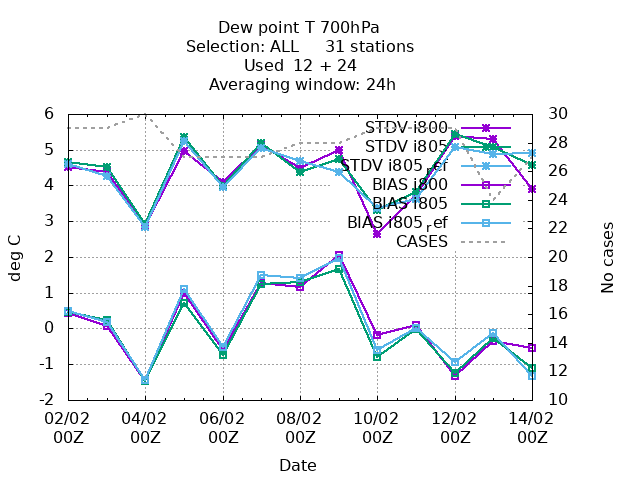 Dew point T 700hPa
Selection: ALL 31 stations
Used 12 + 24
Averaging window: 24h
6 30
STDV i800
5 28
STDV i805
STDV i805ref
4 26
BIAS i800
24
BIAS i805
3
BIAS i805ref
22
CASES
2 20
1 18
0 16
14
-1
12
-2 10
deg C
No cases
02/02 04/02 06/02 08/02 10/02 12/02 14/02
00Z 00Z 00Z 00Z 00Z 00Z 00Z
Date